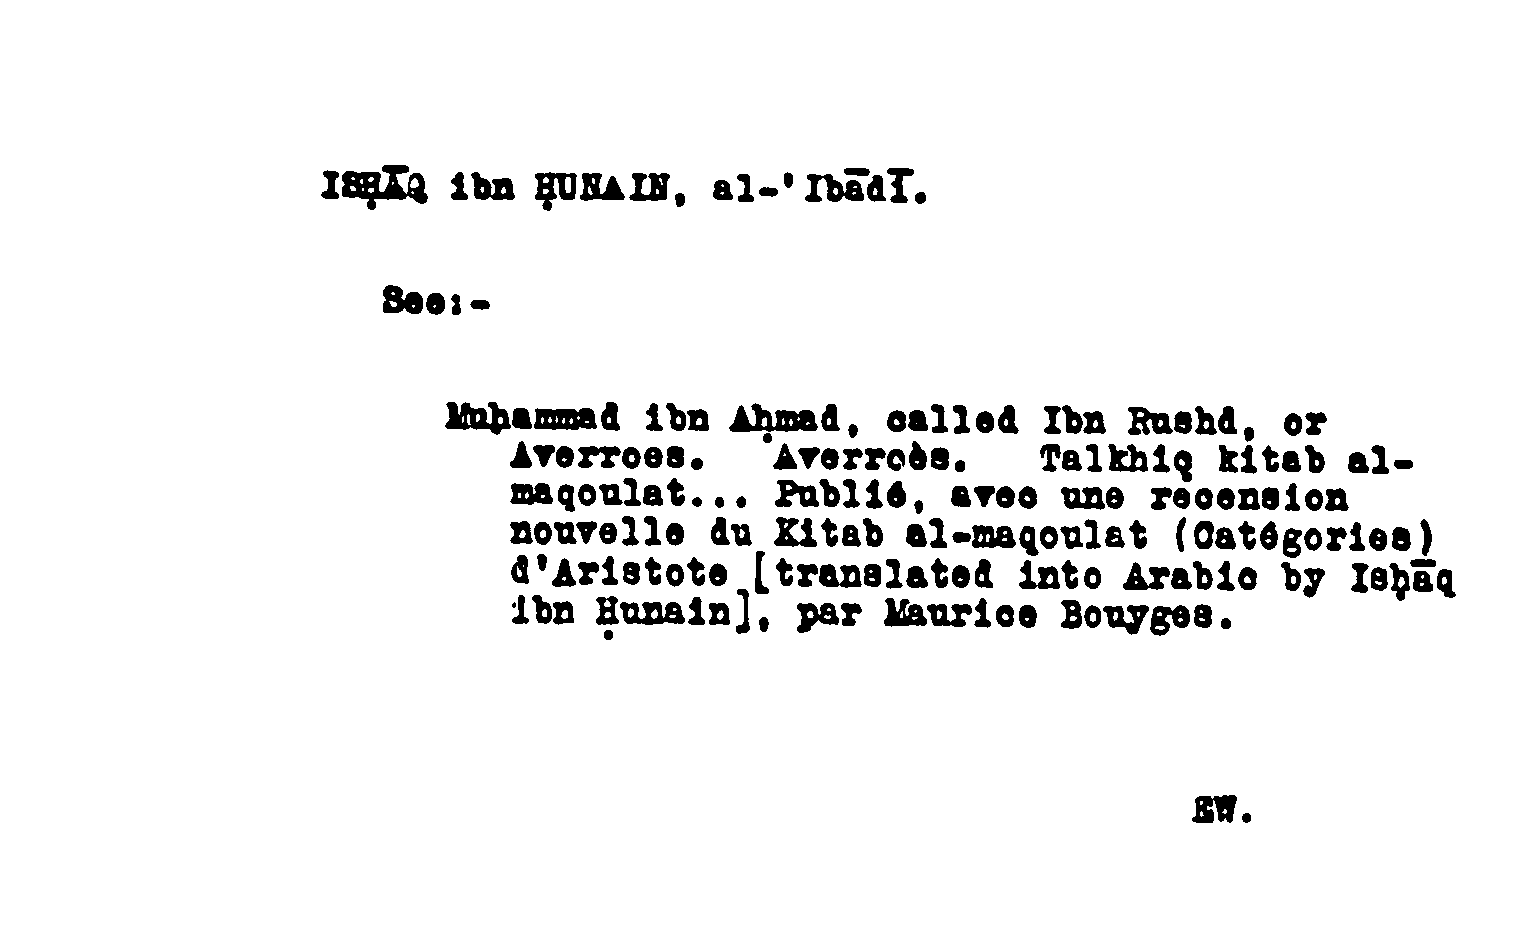 ISḤĀQ ibn ḤUNAIN, al-'Ibādī.
See:-
Muḥammad ibn Aḥmad, called Ibn Rushd, or
Averroes. Averroès. Talkhiç kitab al-
maqoulat... Publié, avec une recension
nouvelle du Kitab al-maqoulat (Catégories)
d'Aristote [translated into Arabic by Isḥāq
ibn Ḥunain], par Maurice Bouyges.
EW.